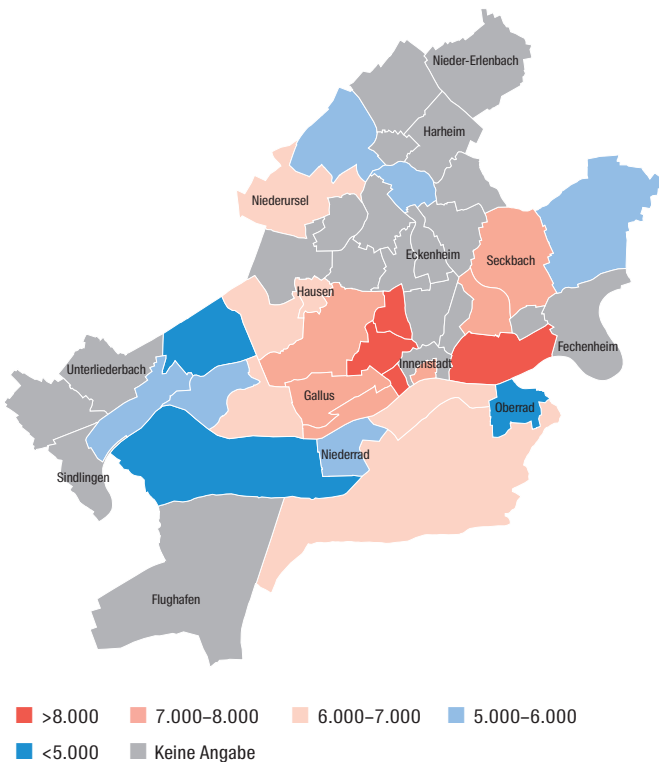 Nieder-Erlenbach
Harheim
Niederursel
Eckenheim
Seckbach
Hausen
Fechenheim
Unterliederbach
Innenstadt
Gallus
Oberrad
Niederrad
Sindlingen
Flughafen
>8.000 7.000–8.000 6.000–7.000 5.000–6.000
<5.000 Keine Angabe